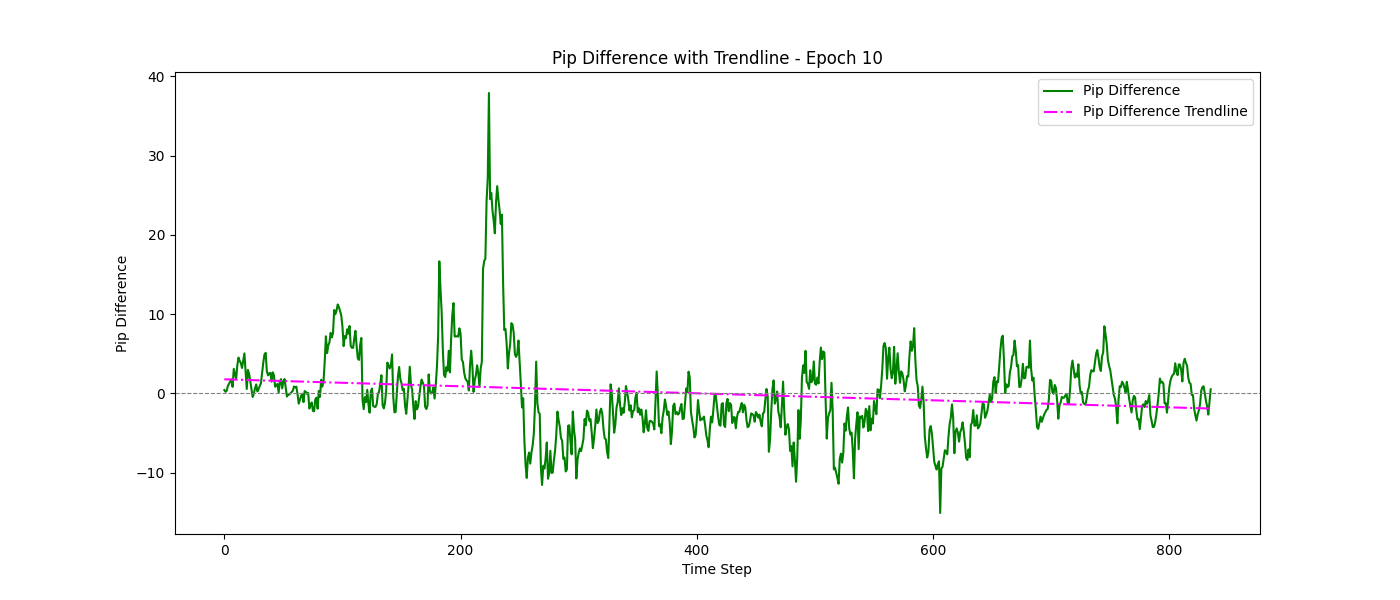 Pip Difference with Trendline - Epoch 10
Pip Difference
Pip Difference Trendline
40
30
20
10
0
−10
Pip Difference
0
200
400
600
800
Time Step